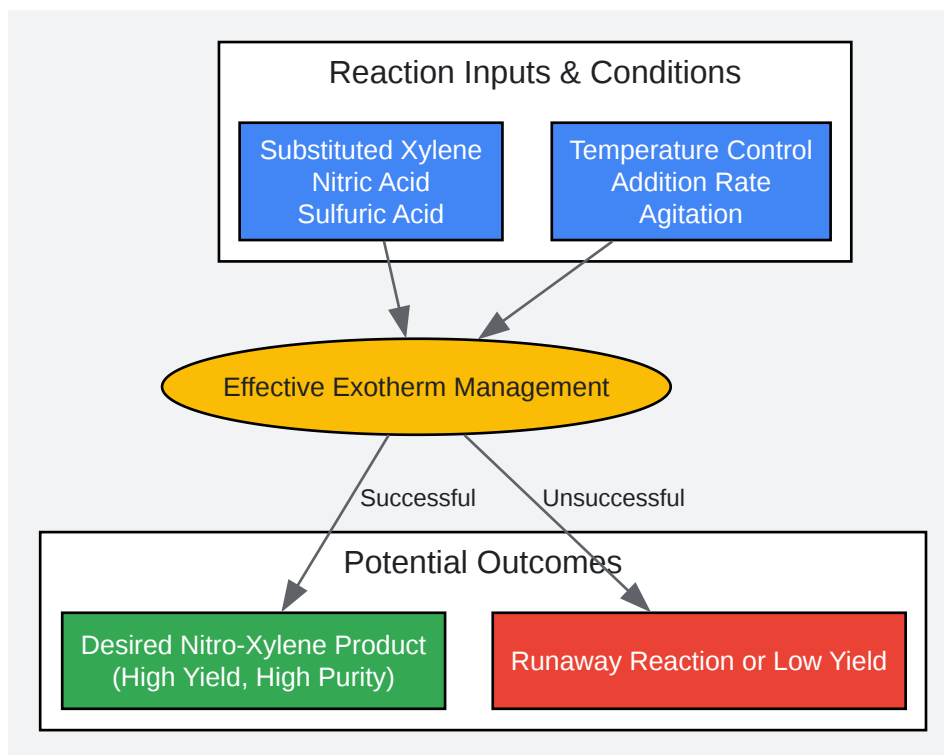 Reaction Inputs & Conditions
Substituted Xylene
Nitric Acid
Sulfuric Acid
Temperature Control
Addition Rate
Agitation
Effective Exotherm Management
Successful
Unsuccessful
Potential Outcomes
Desired Nitro-Xylene Product
(High Yield, High Purity)
Runaway Reaction or Low Yield